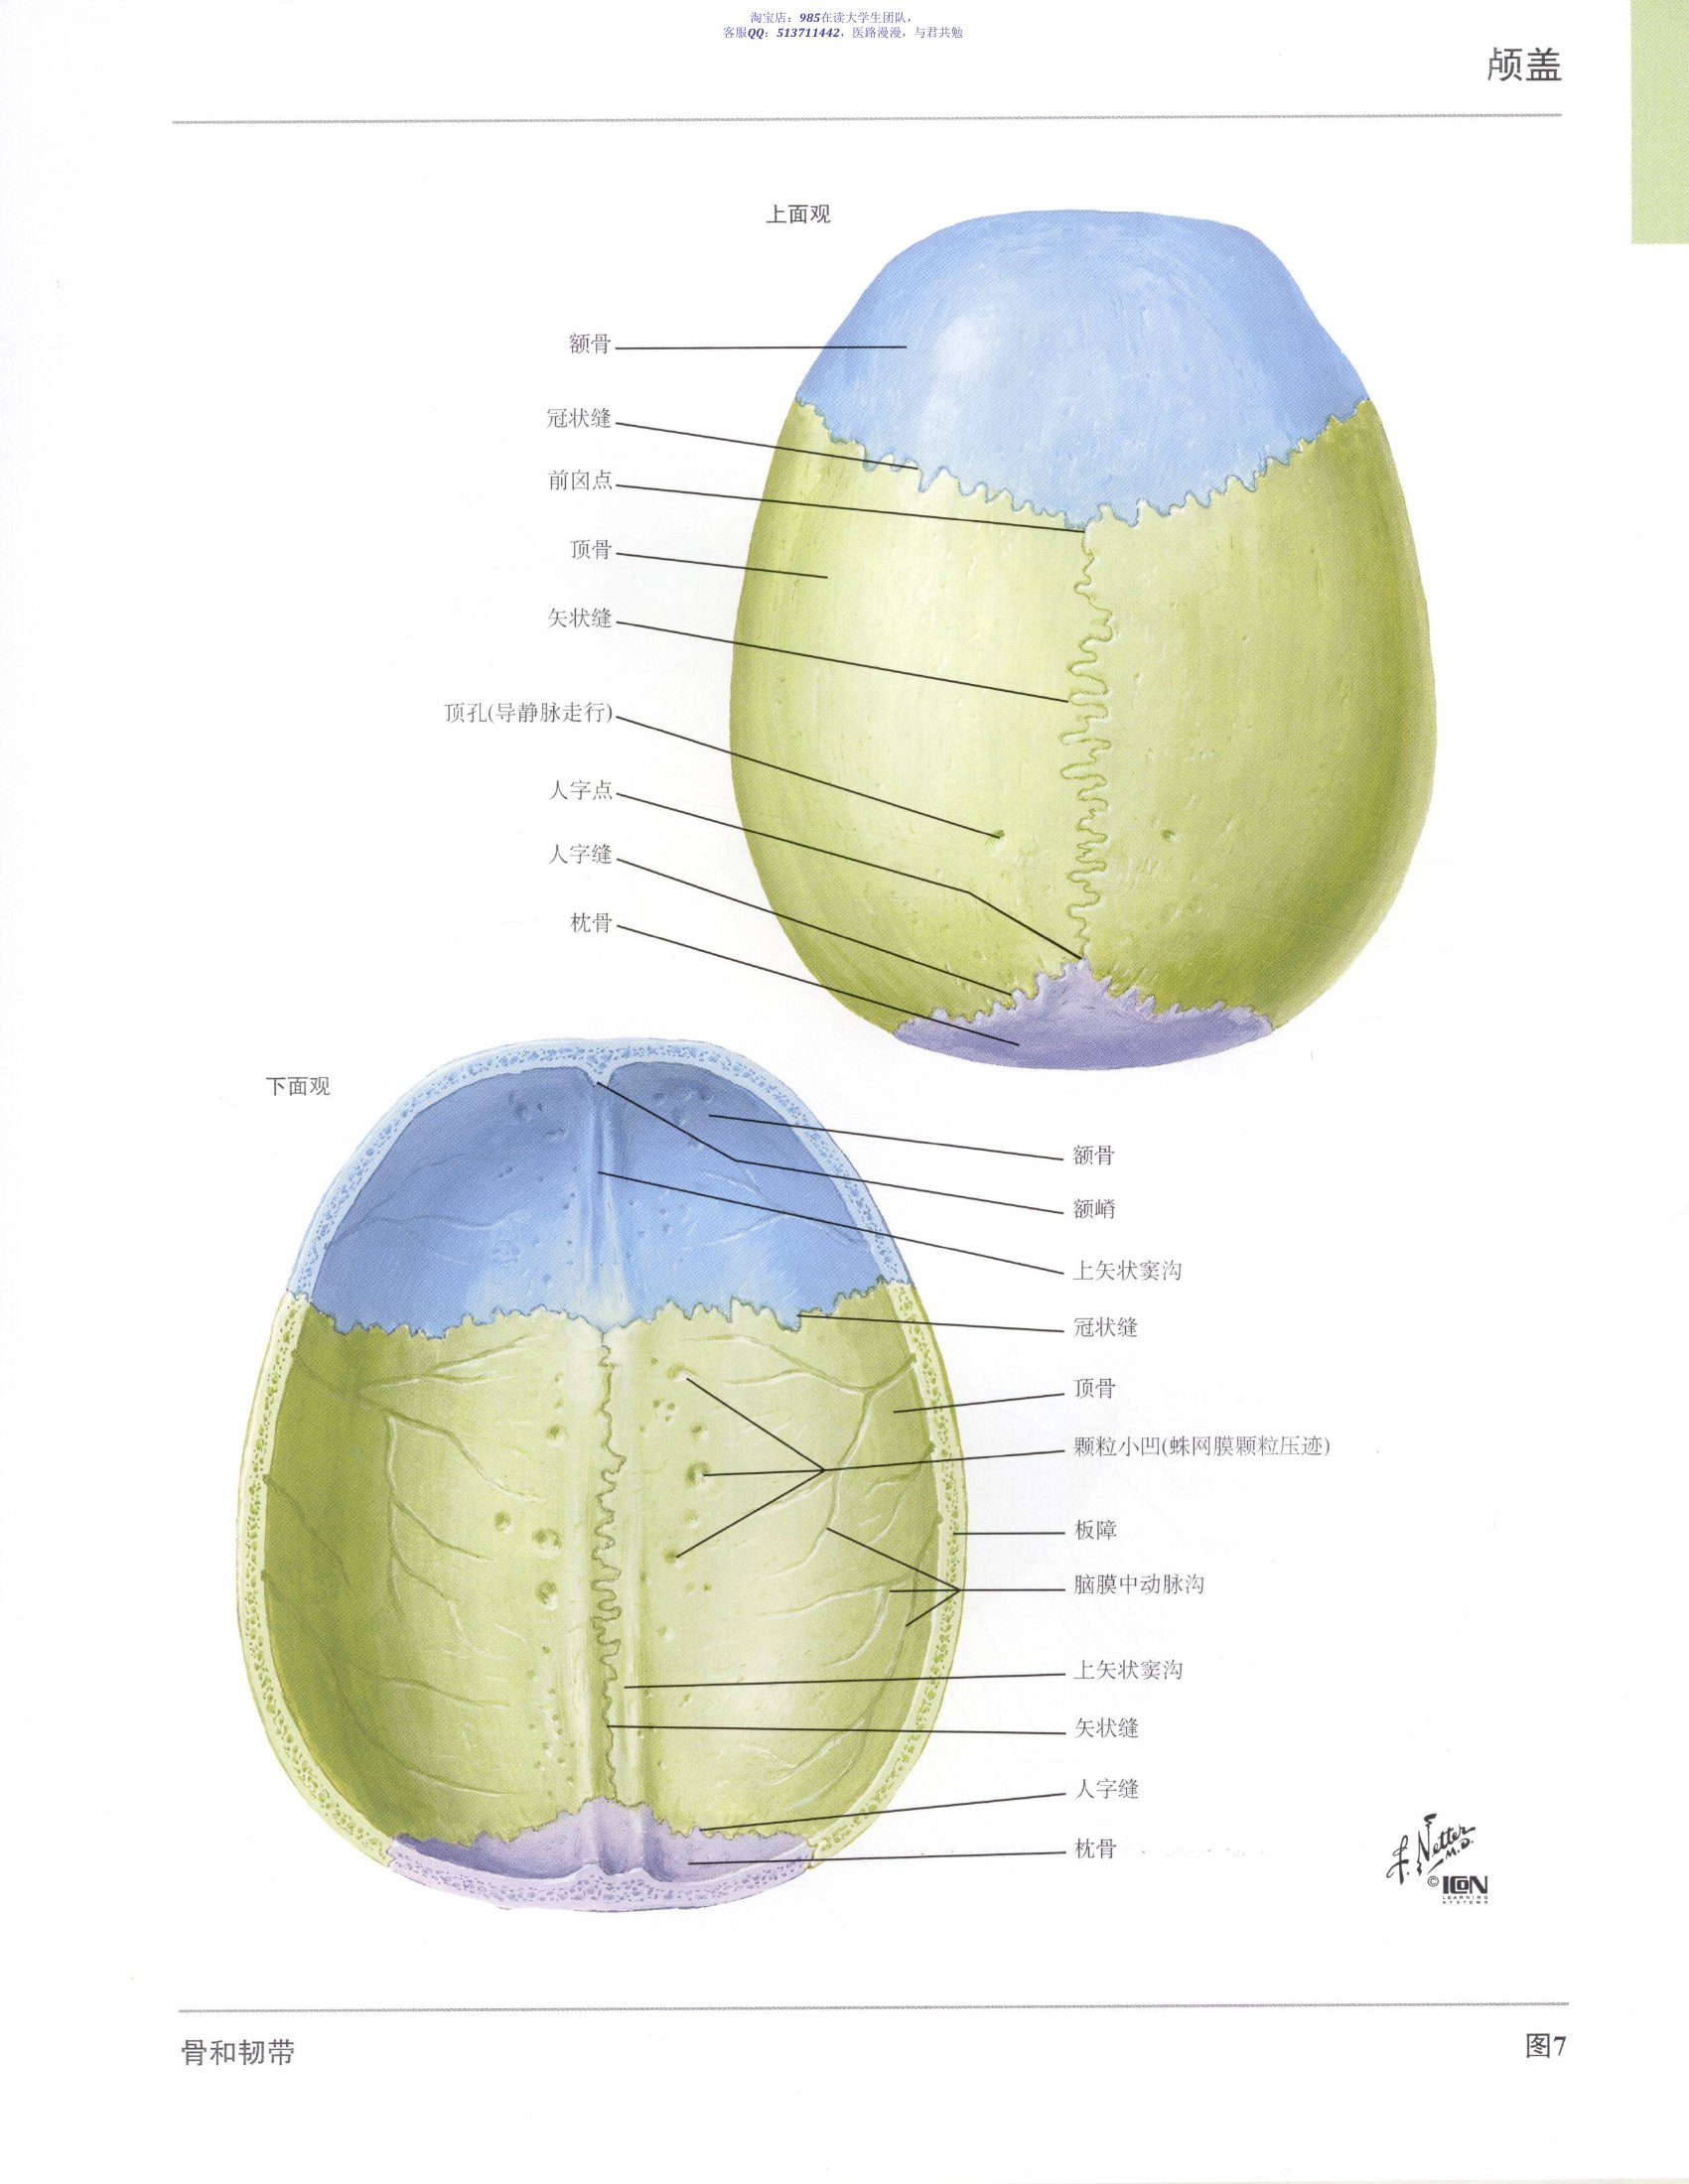 淘宝店：985在读大学生团队，
客服QQ：513711442，医路漫漫，与君共勉
颅盖
上面观
额骨
冠状缝
前囟点
顶骨
矢状缝
顶孔(导静脉走行)
人字点
人字缝
枕骨
下面观
额骨
额嵴
上矢状窦沟
冠状缝
顶骨
颗粒小凹(蛛网膜颗粒压迹)
板障
脑膜中动脉沟
上矢状窦沟
矢状缝
人字缝
枕骨
F. Netter
M.D.
© ICON
LEARNING
SYSTEMS
骨和韧带
图7